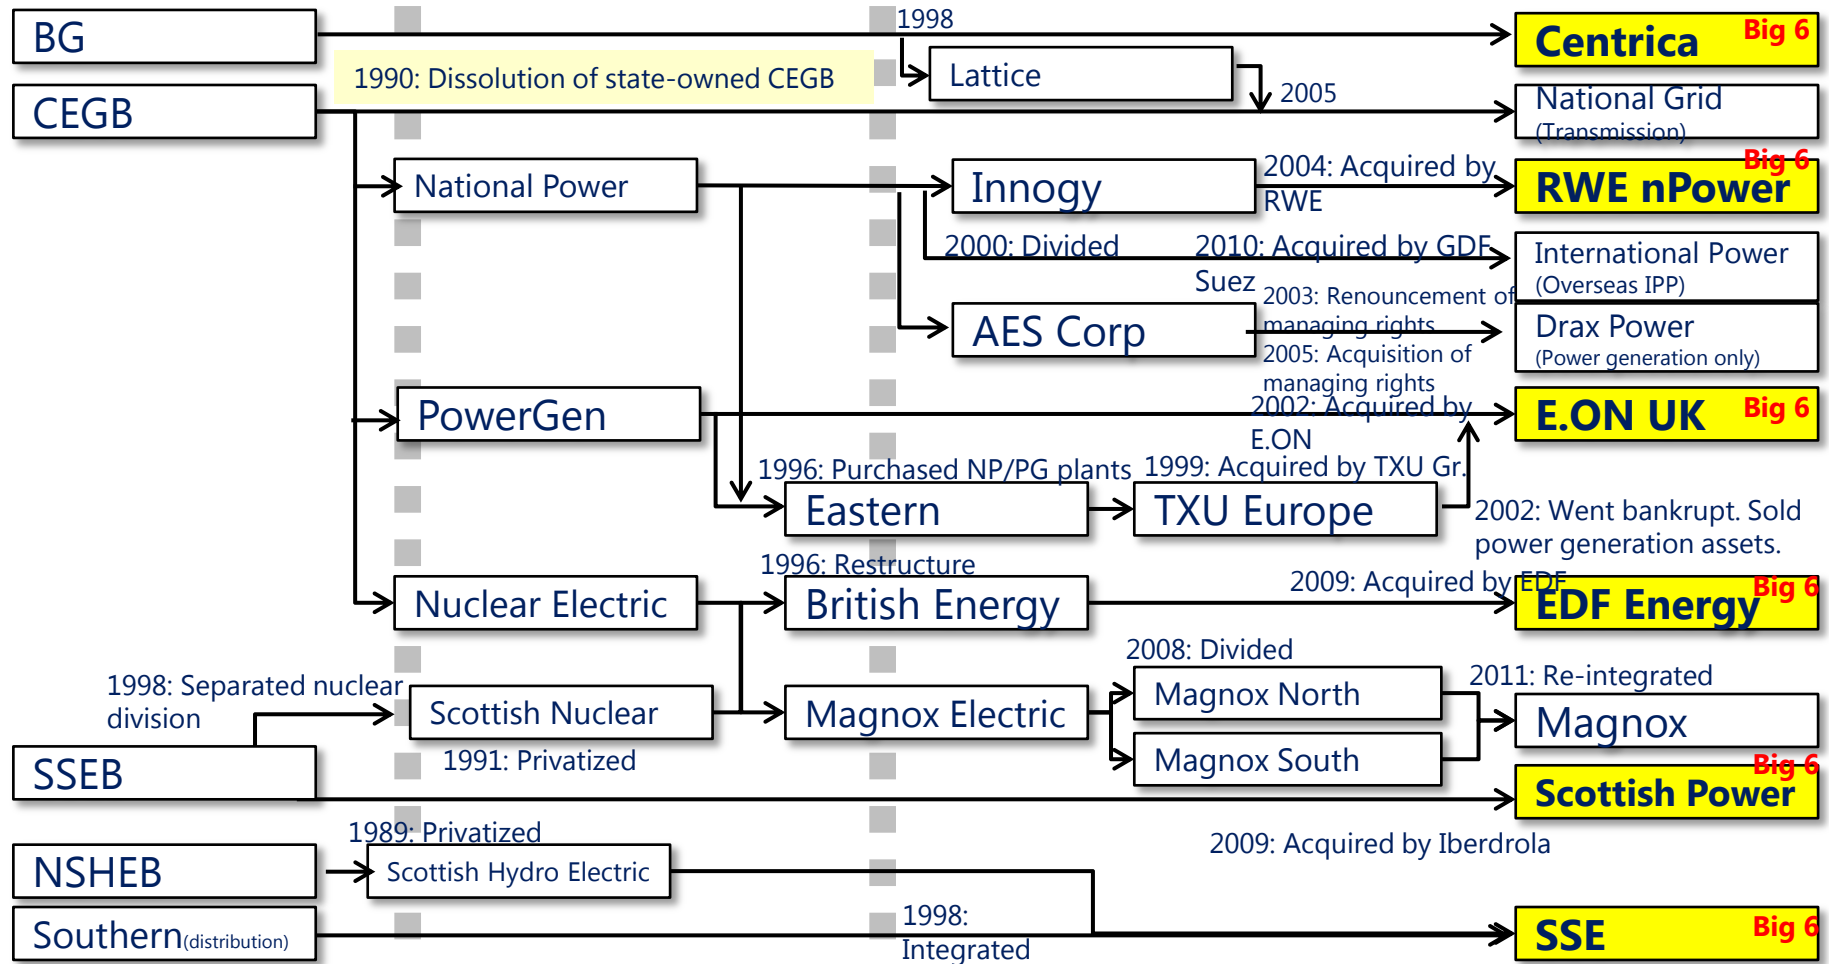 BG
1998
Centrica
Big 6
1990: Dissolution of state-owned CEGB
Lattice
CEGB
2005
National Grid
(Transmission)
National Power
Innogy
2004: Acquired by
RWE
Big 6
RWE nPower
2000: Divided
2010: Acquired by GDF
Suez
International Power
(Overseas IPP)
AES Corp
2003: Renouncement of
managing rights
2005: Acquisition of
managing rights
Drax Power
(Power generation only)
PowerGen
2002: Acquired by
E.ON
E.ON UK
Big 6
1996: Purchased NP/PG plants
1999: Acquired by TXU Gr.
Eastern
TXU Europe
2002: Went bankrupt. Sold
power generation assets.
Nuclear Electric
1996: Restructure
British Energy
2009: Acquired by EDF
EDF Energy
Big 6
1998: Separated nuclear
division
Scottish Nuclear
1991: Privatized
Magnox Electric
2008: Divided
Magnox North
Magnox South
2011: Re-integrated
Magnox
SSEB
Big 6
Scottish Power
2009: Acquired by Iberdrola
1989: Privatized
NSHEB
Scottish Hydro Electric
Southern(distribution)
1998:
Integrated
SSE
Big 6